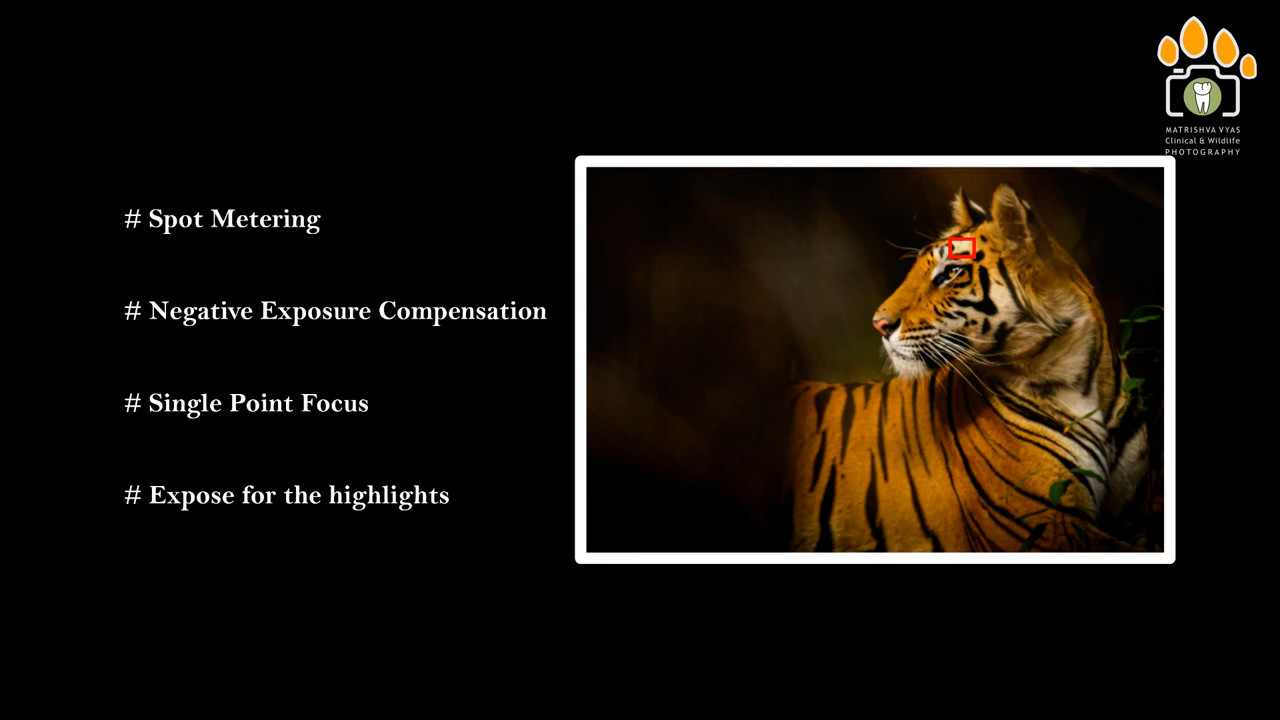 MATRISHVA VYAS
Clinical & Wildlife
PHOTOGRAPHY
# Spot Metering
# Negative Exposure Compensation
# Single Point Focus
# Expose for the highlights